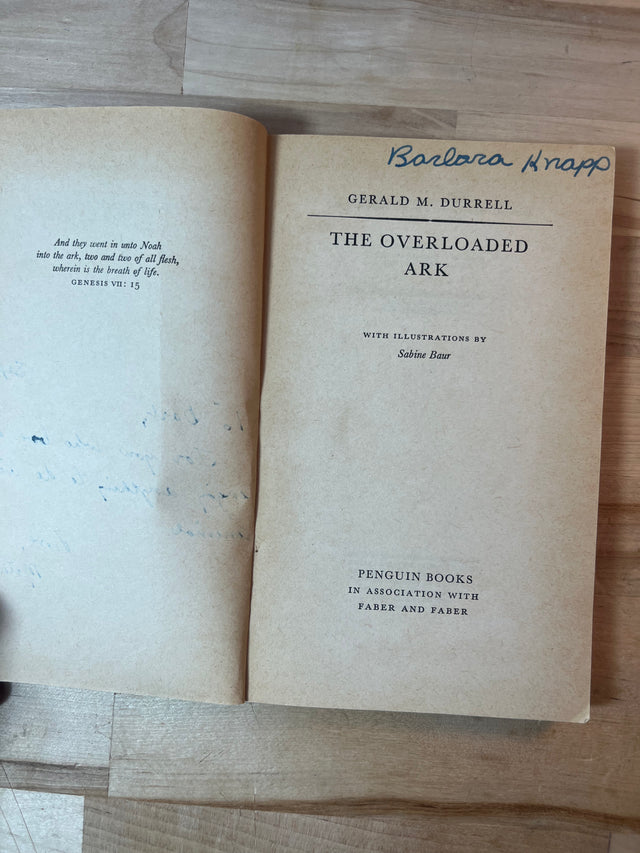 And they went in unto Noah
into the ark, two and two of all flesh,
wherein is the breath of life.
GENESIS VII: 15
Barbara Knapp
GERALD M. DURRELL
THE OVERLOADED
ARK
WITH ILLUSTRATIONS BY
Sabine Baur
PENGUIN BOOKS
IN ASSOCIATION WITH
FABER AND FABER